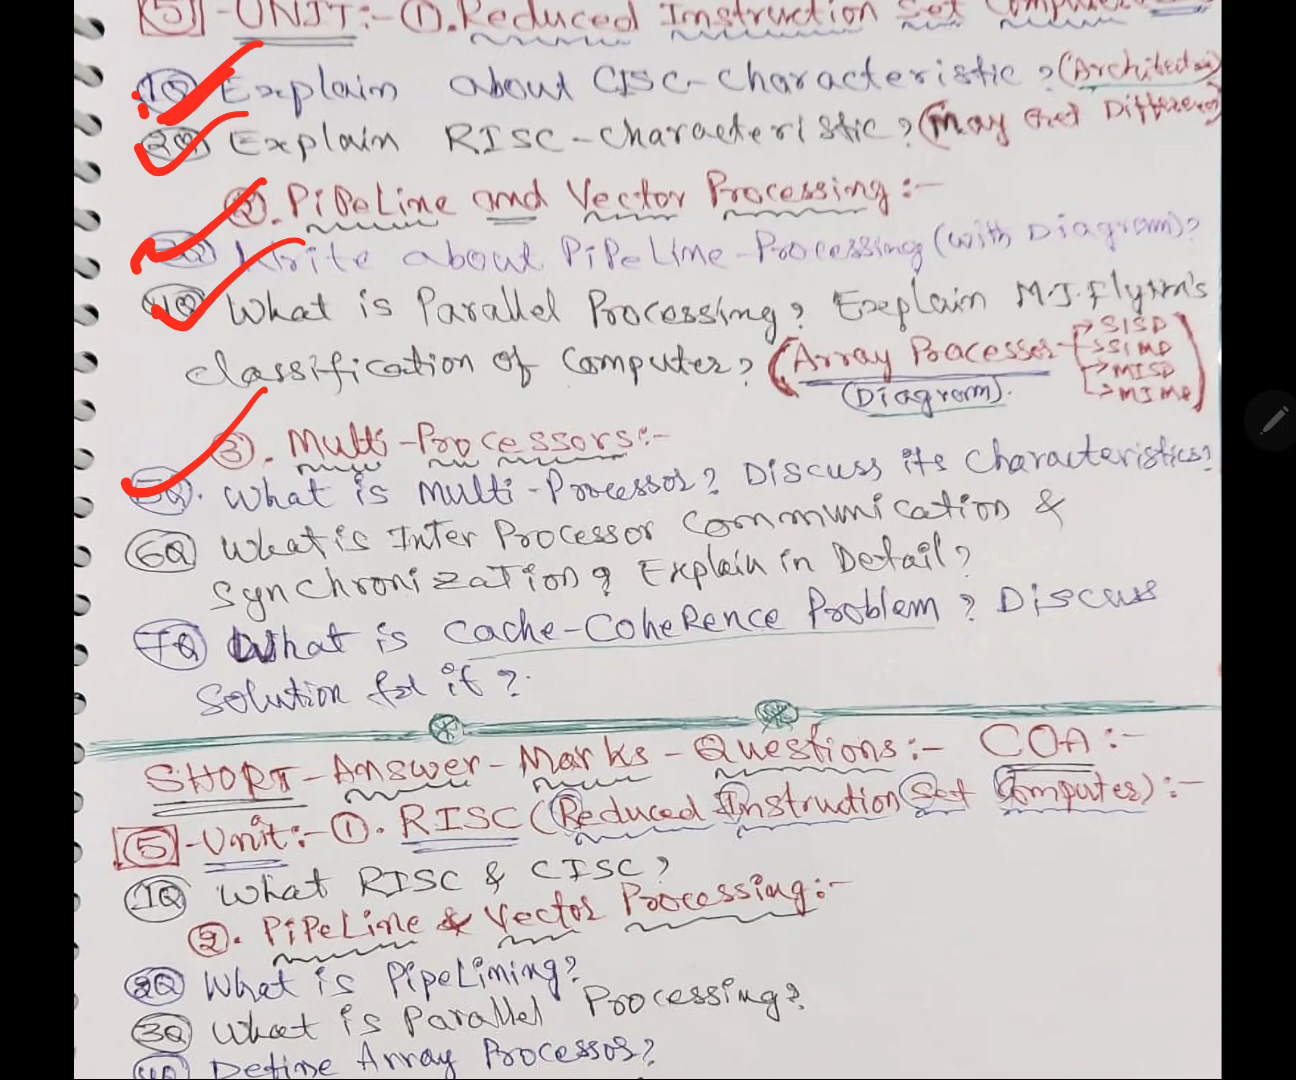 5 -UNIT:- ①. Reduced Instruction Set Computer
1Q Explain about CISC-Characteristic? (Architecture)
2Q Explain RISC-Characteristic? (may Get Difference)
②. PiPeLine and Vector Processing:-
3Q Write about PiPeLine-Processing (with Diagram)?
4Q What is Parallel Processing? Explain M.J.Flynn's
classification of Computer? (Array Processor →SISD
→SIMD
→MISD
→MIMD)
(Diagram).
③. Multi-Processors:-
5Q. What is Multi-Processor? Discuss its Characteristics?
6Q What is Inter Processor Communication &
Synchronization? Explain in Detail?
7Q What is Cache-Coherence Problem? Discuss
Solution for it?
SHORT-Answer-Marks-Questions:- COA:-
5 -Unit:- ①. RISC (Reduced Instruction Set Computer):-
1Q What RISC & CISC?
②. PiPeLine & Vector Processing:-
2Q What is PipeLining?
3Q What is Parallel Processing?
4Q Define Array Processor?